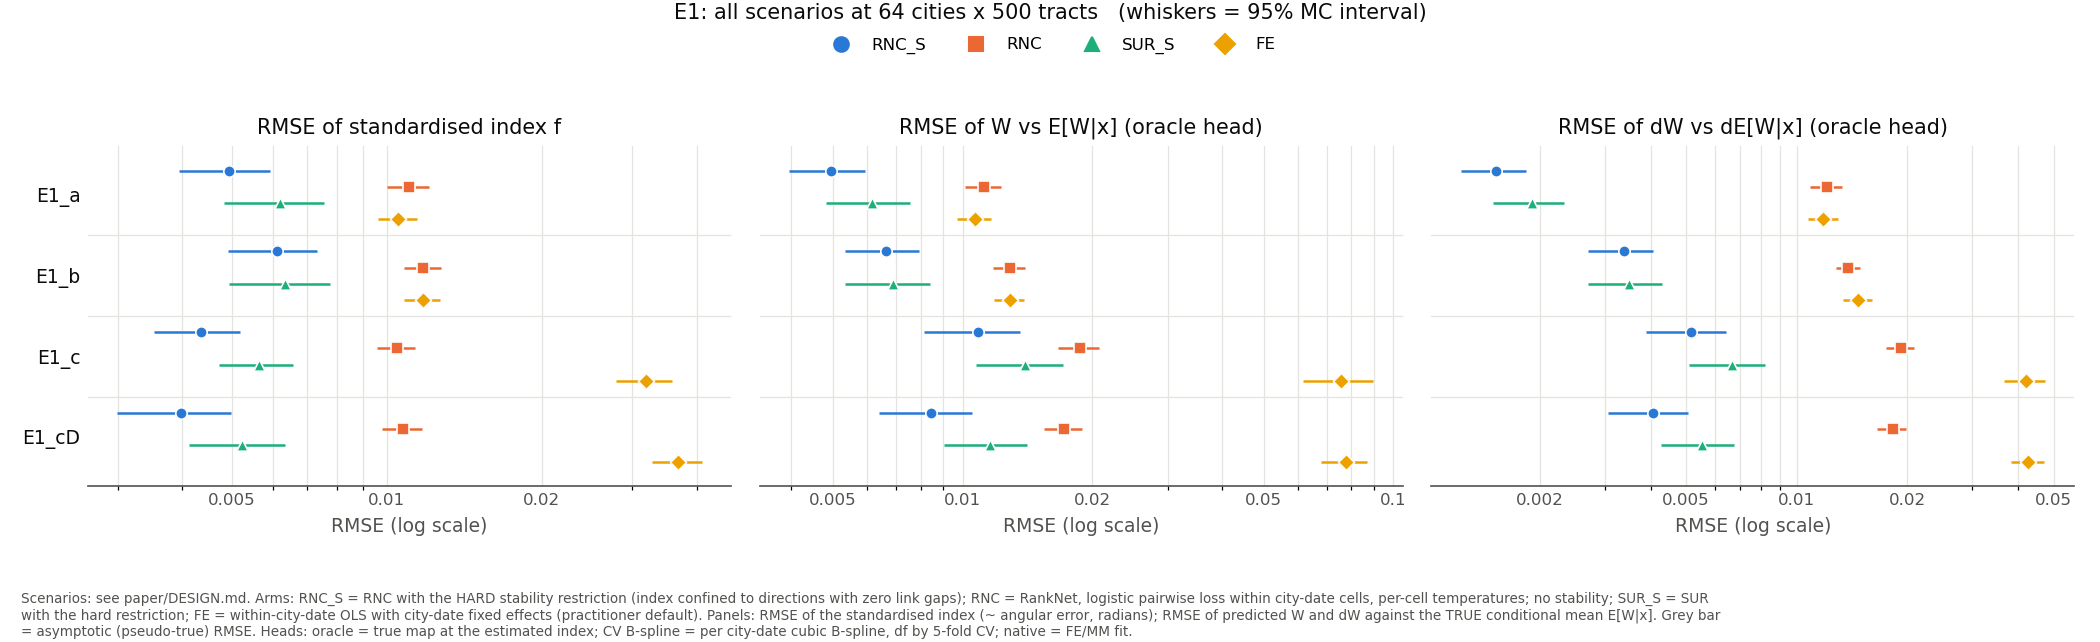 E1: all scenarios at 64 cities x 500 tracts (whiskers = 95% MC interval)
RNC_S RNC SUR_S FE
RMSE of standardised index f
RMSE of W vs E[W|x] (oracle head)
RMSE of dW vs dE[W|x] (oracle head)
E1_a
E1_b
E1_c
E1_cD
0.005 0.01 0.02
0.005 0.01 0.02 0.05 0.1
0.002 0.005 0.01 0.02 0.05
RMSE (log scale)
RMSE (log scale)
RMSE (log scale)
Scenarios: see paper/DESIGN.md. Arms: RNC_S = RNC with the HARD stability restriction (index confined to directions with zero link gaps); RNC = RankNet, logistic pairwise loss within city-date cells, per-cell temperatures; no stability; SUR_S = SUR
with the hard restriction; FE = within-city-date OLS with city-date fixed effects (practitioner default). Panels: RMSE of the standardised index (~ angular error, radians); RMSE of predicted W and dW against the TRUE conditional mean E[W|x]. Grey bar
= asymptotic (pseudo-true) RMSE. Heads: oracle = true map at the estimated index; CV B-spline = per city-date cubic B-spline, df by 5-fold CV; native = FE/MM fit.